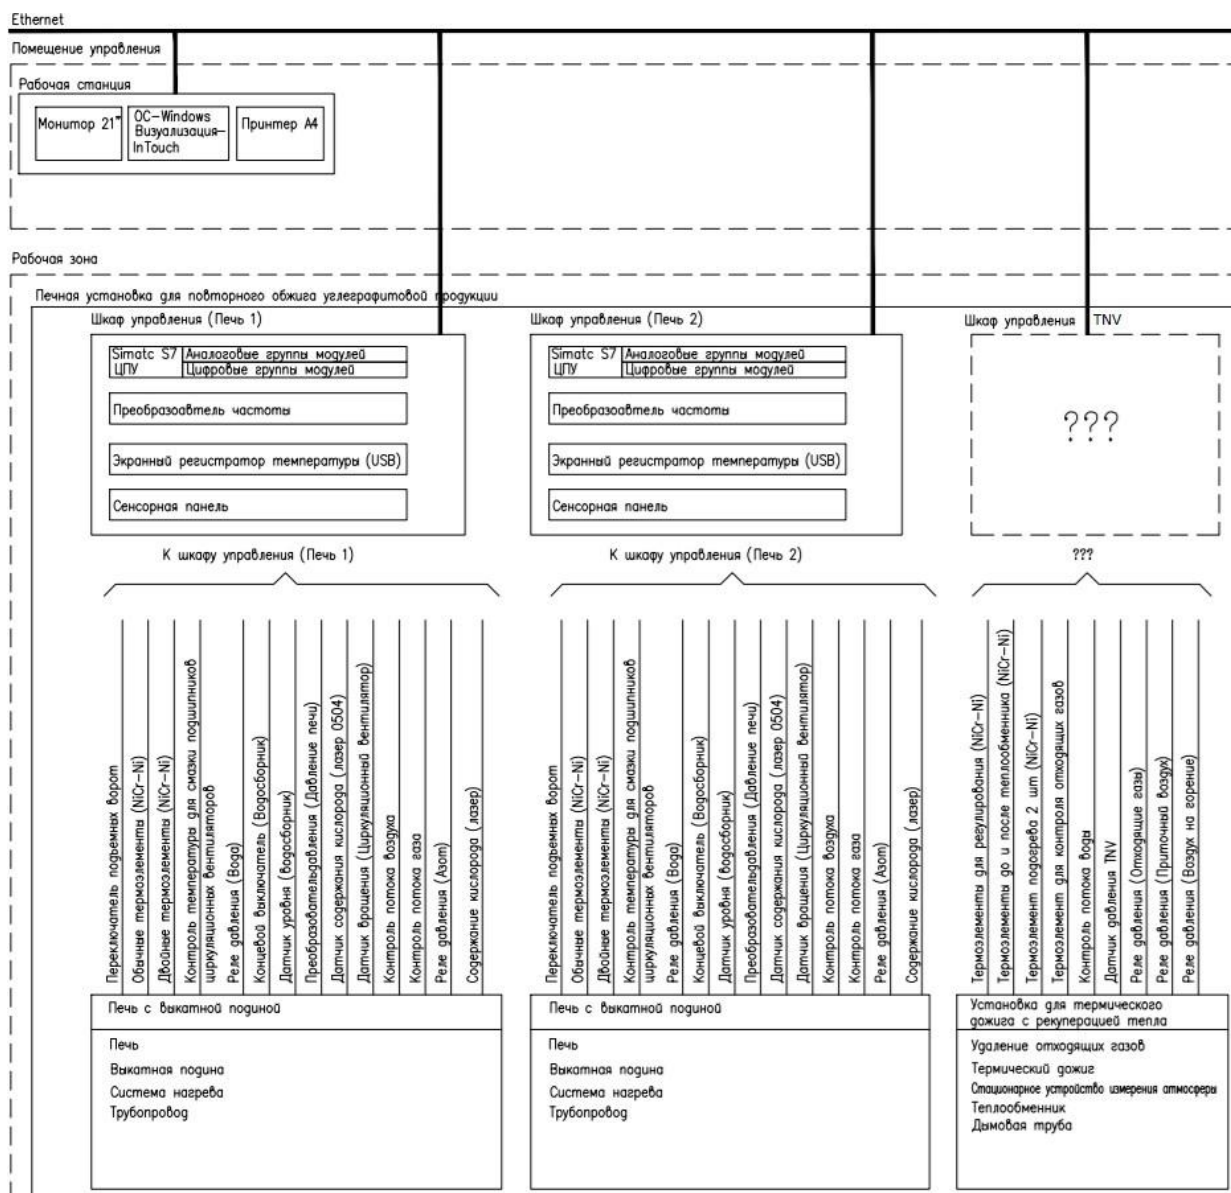 Ethernet
Помещение управления
Рабочая станция
Монитор 21"
ОС-Windows
Визуализация-
InTouch
Принтер А4
Рабочая зона
Печная установка для повторного обжига углеграфитовой продукции
Шкаф управления (Печь 1)
Simatc S7
ЦПУ
Аналоговые группы модулей
Цифровые группы модулей
Преобразоавтель частоты
Экранный регистратор температуры (USB)
Сенсорная панель
Шкаф управления (Печь 2)
Simatc S7
ЦПУ
Аналоговые группы модулей
Цифровые группы модулей
Преобразоавтель частоты
Экранный регистратор температуры (USB)
Сенсорная панель
Шкаф управления TNV
???
К шкафу управления (Печь 1)
К шкафу управления (Печь 2)
???
Переключатель подъемных ворот
Обычные термоэлементы (NiCr-Ni)
Двойные термоэлементы (NiCr-Ni)
Контроль температуры для смазки подшипников
циркуляционных вентиляторов
Реле давления (Вода)
Концевой выключатель (Водосборник)
Датчик уровня (водосборник)
Преобразовательдавления (Давление печи)
Датчик содержания кислорода (лазер 0504)
Датчик вращения (Циркуляционный вентилятор)
Контроль потока воздуха
Контроль потока газа
Реле давления (Азот)
Содержание кислорода (лазер)
Переключатель подъемных ворот
Обычные термоэлементы (NiCr-Ni)
Двойные термоэлементы (NiCr-Ni)
Контроль температуры для смазки подшипников
циркуляционных вентиляторов
Реле давления (Вода)
Концевой выключатель (Водосборник)
Датчик уровня (водосборник)
Преобразовательдавления (Давление печи)
Датчик содержания кислорода (лазер 0504)
Датчик вращения (Циркуляционный вентилятор)
Контроль потока воздуха
Контроль потока газа
Реле давления (Азот)
Содержание кислорода (лазер)
Термоэлементы для регулирования (NiCr-Ni)
Термоэлементы до и после теплообменника (NiCr-Ni)
Термоэлемент подогрева 2 шт (NiCr-Ni)
Термоэлемент для контроля отходящих газов
Контроль потока воды
Датчик давления TNV
Реле давления (Отходящие газы)
Реле давления (Приточный воздух)
Реле давления (Воздух на горение)
Печь с выкатной подиной
Печь
Выкатная подина
Система нагрева
Трубопровод
Печь с выкатной подиной
Печь
Выкатная подина
Система нагрева
Трубопровод
Установка для термического
дожига с рекуперацией тепла
Удаление отходящих газов
Термический дожиг
Стационарное устройство измерения атмосферы
Теплообменник
Дымовая труба